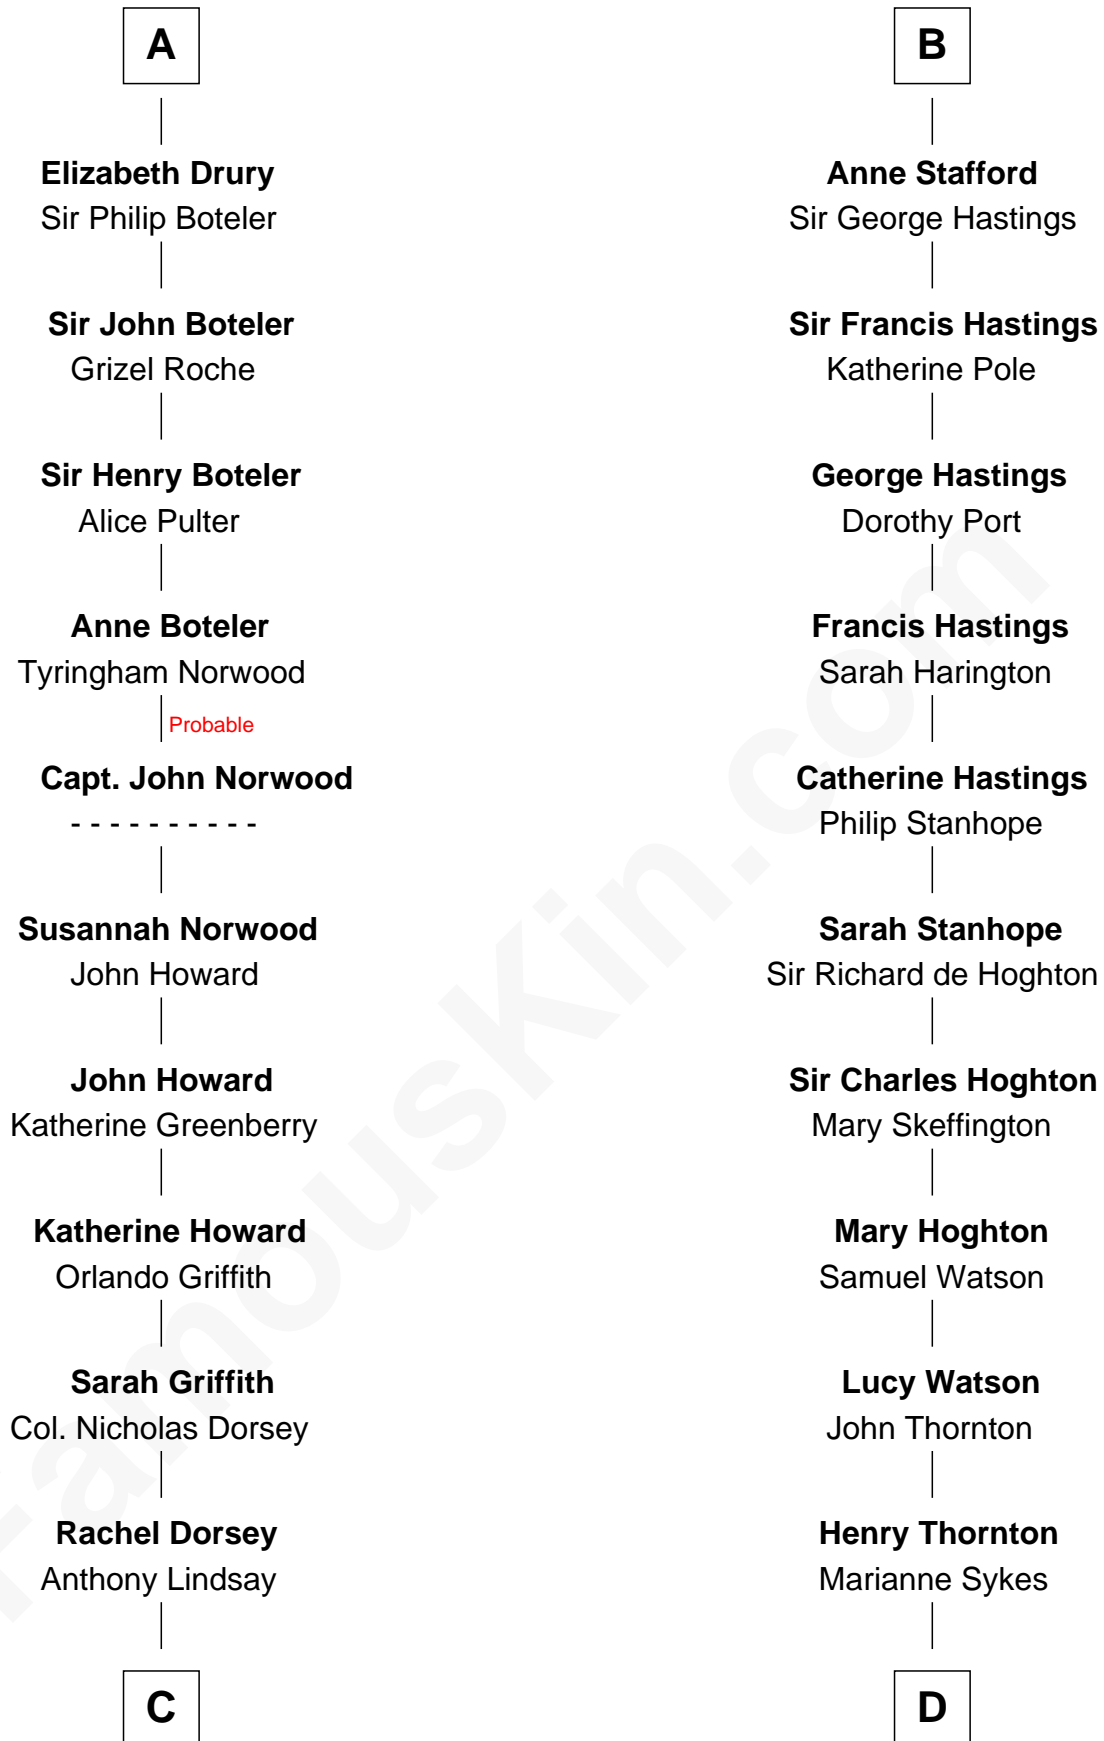 A
Elizabeth Drury
Sir Philip Boteler
Sir John Boteler
Grizel Roche
Sir Henry Boteler
Alice Pulter
Anne Boteler
Tyringham Norwood
Probable
Capt. John Norwood
- - - - - - - - - -
Susannah Norwood
John Howard
John Howard
Katherine Greenberry
Katherine Howard
Orlando Griffith
Sarah Griffith
Col. Nicholas Dorsey
Rachel Dorsey
Anthony Lindsay
C
B
Anne Stafford
Sir George Hastings
Sir Francis Hastings
Katherine Pole
George Hastings
Dorothy Port
Francis Hastings
Sarah Harington
Catherine Hastings
Philip Stanhope
Sarah Stanhope
Sir Richard de Hoghton
Sir Charles Hoghton
Mary Skeffington
Mary Hoghton
Samuel Watson
Lucy Watson
John Thornton
Henry Thornton
Marianne Sykes
D
FamousKin.com